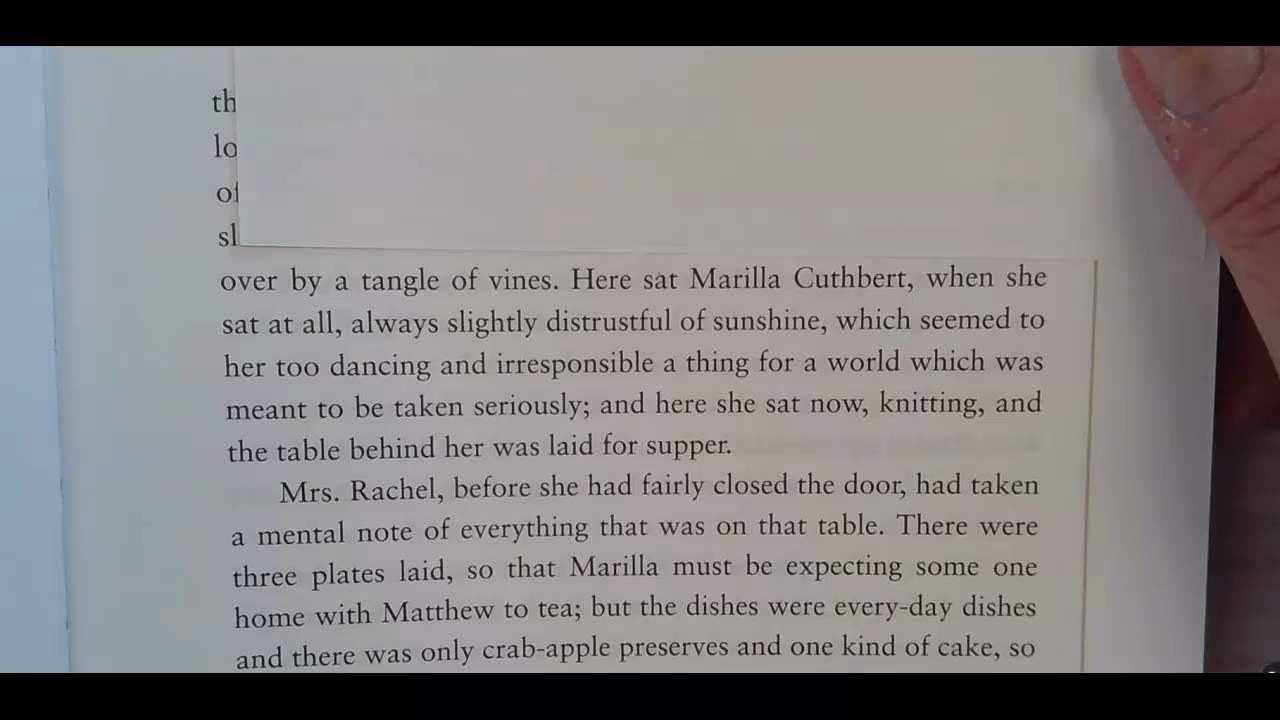 over by a tangle of vines. Here sat Marilla Cuthbert, when she
sat at all, always slightly distrustful of sunshine, which seemed to
her too dancing and irresponsible a thing for a world which was
meant to be taken seriously; and here she sat now, knitting, and
the table behind her was laid for supper.
Mrs. Rachel, before she had fairly closed the door, had taken
a mental note of everything that was on that table. There were
three plates laid, so that Marilla must be expecting some one
home with Matthew to tea; but the dishes were every-day dishes
and there was only crab-apple preserves and one kind of cake, so